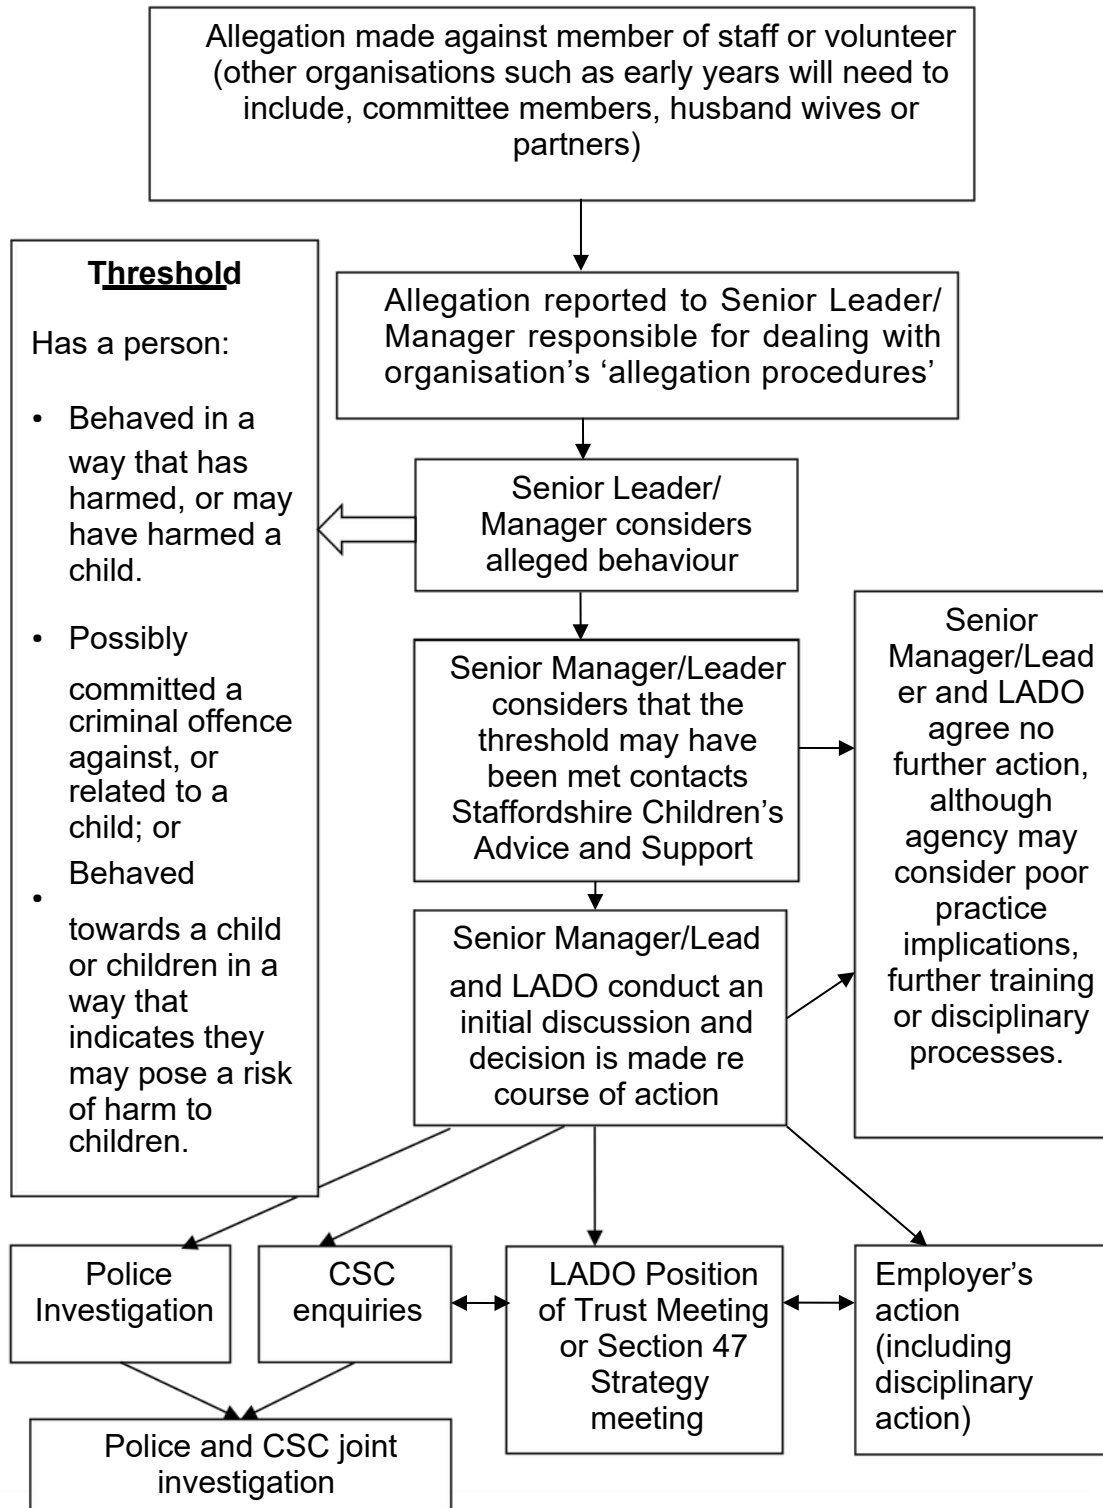 Allegation made against member of staff or volunteer
(other organisations such as early years will need to
include, committee members, husband wives or
partners)
Threshold
Has a person:
• Behaved in a
way that has
harmed, or may
have harmed a
child.
• Possibly
committed a
criminal offence
against, or
related to a
child; or
• Behaved
towards a child
or children in a
way that
indicates they
may pose a risk
of harm to
children.
Allegation reported to Senior Leader/
Manager responsible for dealing with
organisation’s ‘allegation procedures’
Senior Leader/
Manager considers
alleged behaviour
Senior Manager/Leader
considers that the
threshold may have
been met contacts
Staffordshire Children’s
Advice and Support
Senior
Manager/Lead
er and LADO
agree no
further action,
although
agency may
consider poor
practice
implications,
further training
or disciplinary
processes.
Senior Manager/Lead
and LADO conduct an
initial discussion and
decision is made re
course of action
Police
Investigation
CSC
enquiries
LADO Position
of Trust Meeting
or Section 47
Strategy
meeting
Employer’s
action
(including
disciplinary
action)
Police and CSC joint
investigation